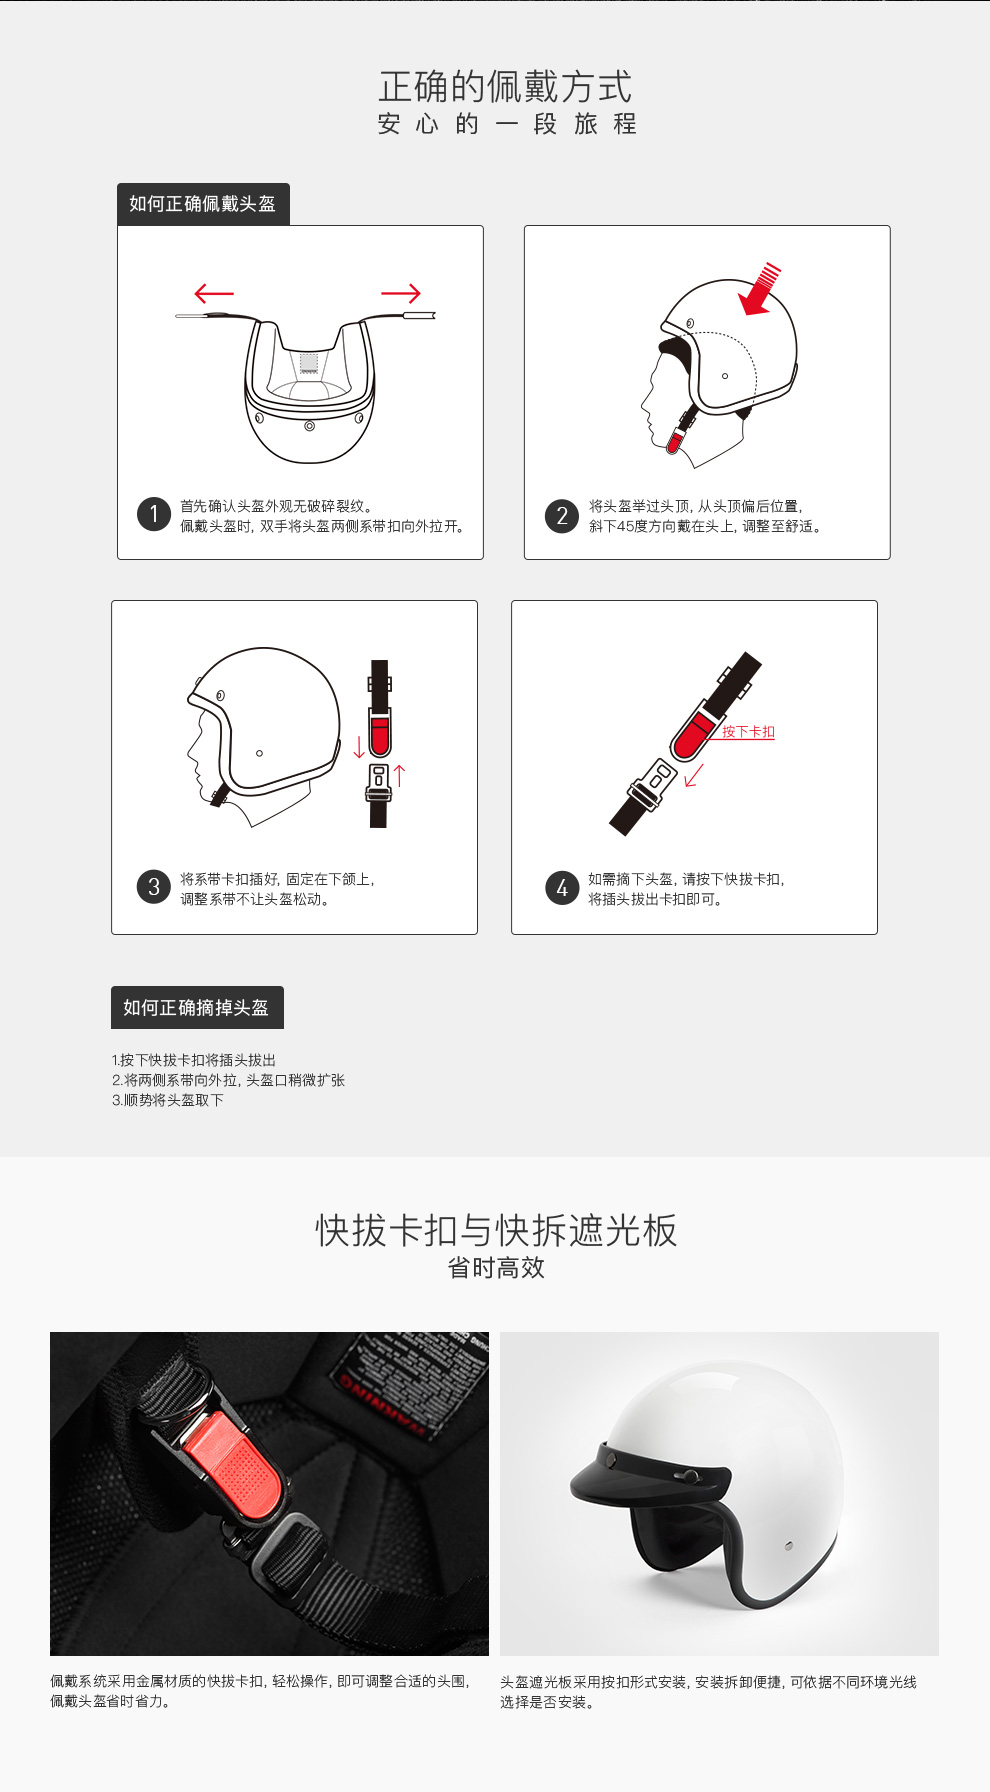 正确的佩戴方式
安心的一段旅程
如何正确佩戴头盔
1
首先确认头盔外观无破碎裂纹。
佩戴头盔时, 双手将头盔两侧系带扣向外拉开。
2
将头盔举过头顶, 从头顶偏后位置,
斜下45度方向戴在头上, 调整至舒适。
3
将系带卡扣插好, 固定在下颌上,
调整系带不让头盔松动。
按下卡扣
4
如需摘下头盔, 请按下快拔卡扣,
将插头拔出卡扣即可。
如何正确摘掉头盔
1.按下快拔卡扣将插头拔出
2.将两侧系带向外拉, 头盔口稍微扩张
3.顺势将头盔取下
快拔卡扣与快拆遮光板
省时高效
WARNING
佩戴系统采用金属材质的快拔卡扣, 轻松操作, 即可调整合适的头围,
佩戴头盔省时省力。
头盔遮光板采用按扣形式安装, 安装拆卸便捷, 可依据不同环境光线
选择是否安装。